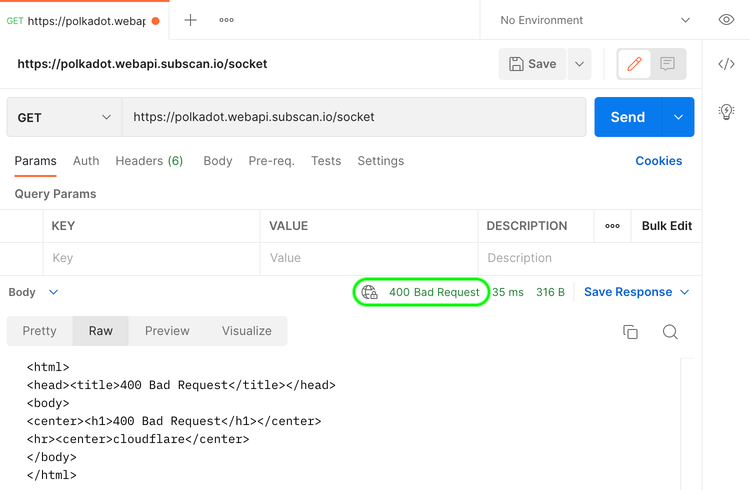 GET https://polkadot.webap
No Environment
https://polkadot.webapi.subscan.io/socket
Save
GET https://polkadot.webapi.subscan.io/socket Send
Params Auth Headers (6) Body Pre-req. Tests Settings Cookies
Query Params
KEY VALUE DESCRIPTION Bulk Edit
Key Value Description
Body 400 Bad Request 35 ms 316 B Save Response
Pretty Raw Preview Visualize
<html>
<head><title>400 Bad Request</title></head>
<body>
<center><h1>400 Bad Request</h1></center>
<hr><center>cloudflare</center>
</body>
</html>